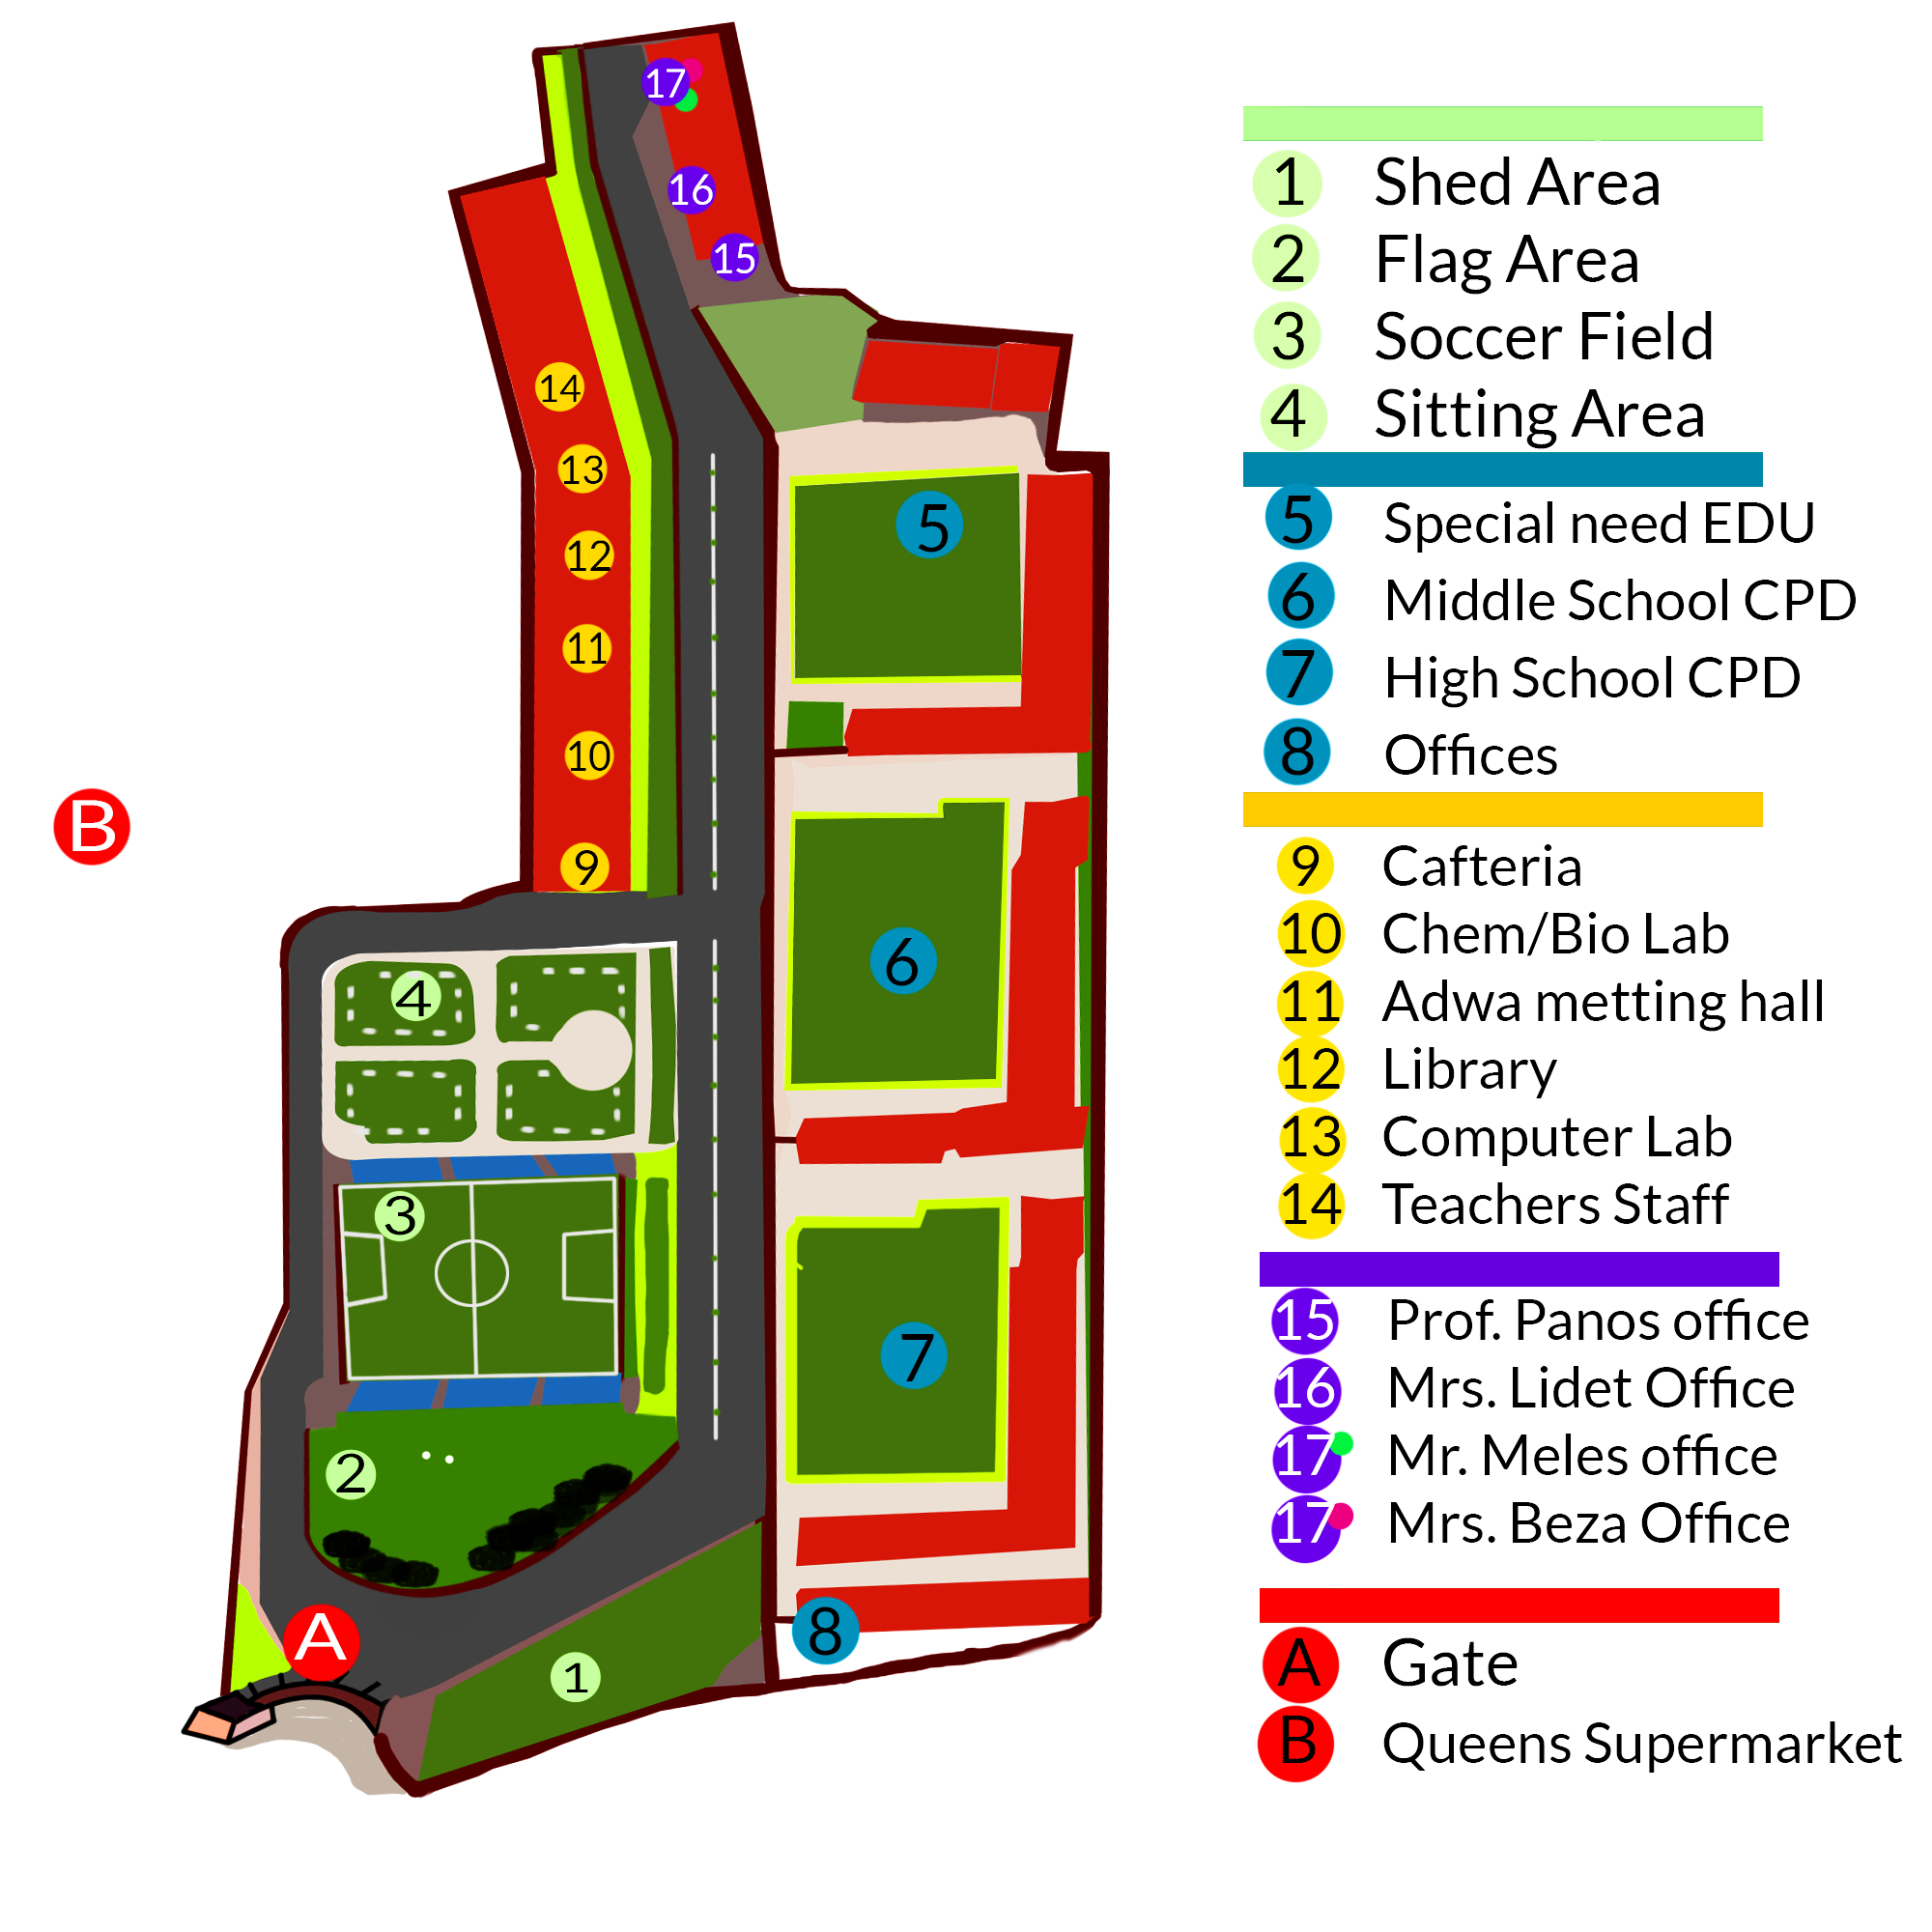 17
16
15
14
13
12
11
10
9
5
6
7
8
4
3
2
1
A
B
1 Shed Area
2 Flag Area
3 Soccer Field
4 Sitting Area
5 Special need EDU
6 Middle School CPD
7 High School CPD
8 Offices
9 Cafteria
10 Chem/Bio Lab
11 Adwa metting hall
12 Library
13 Computer Lab
14 Teachers Staff
15 Prof. Panos office
16 Mrs. Lidet Office
17 Mr. Meles office
17 Mrs. Beza Office
A Gate
B Queens Supermarket